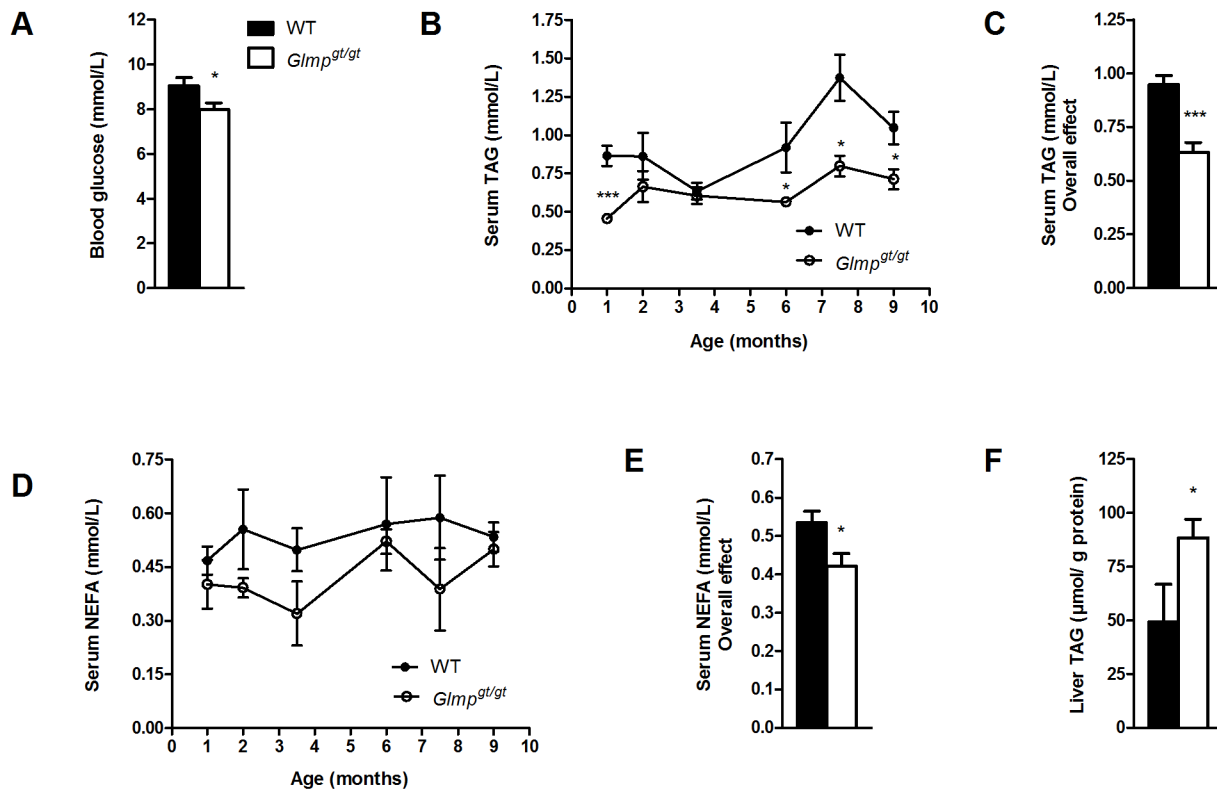 A
Blood glucose (mmol/L)
12
10
8
6
4
2
0
*
WT
Glmp^gt/gt
B
Serum TAG (mmol/L)
1.75
1.50
1.25
1.00
0.75
0.50
0.25
0.00
***
*
*
*
WT
Glmp^gt/gt
0 1 2 3 4 5 6 7 8 9 10
Age (months)
C
Serum TAG (mmol/L)
Overall effect
1.00
0.75
0.50
0.25
0.00
***
D
Serum NEFA (mmol/L)
0.75
0.60
0.45
0.30
0.15
0.00
WT
Glmp^gt/gt
0 1 2 3 4 5 6 7 8 9 10
Age (months)
E
Serum NEFA (mmol/L)
Overall effect
0.7
0.6
0.5
0.4
0.3
0.2
0.1
0.0
*
F
Liver TAG (μmol/ g protein)
125
100
75
50
25
0
*